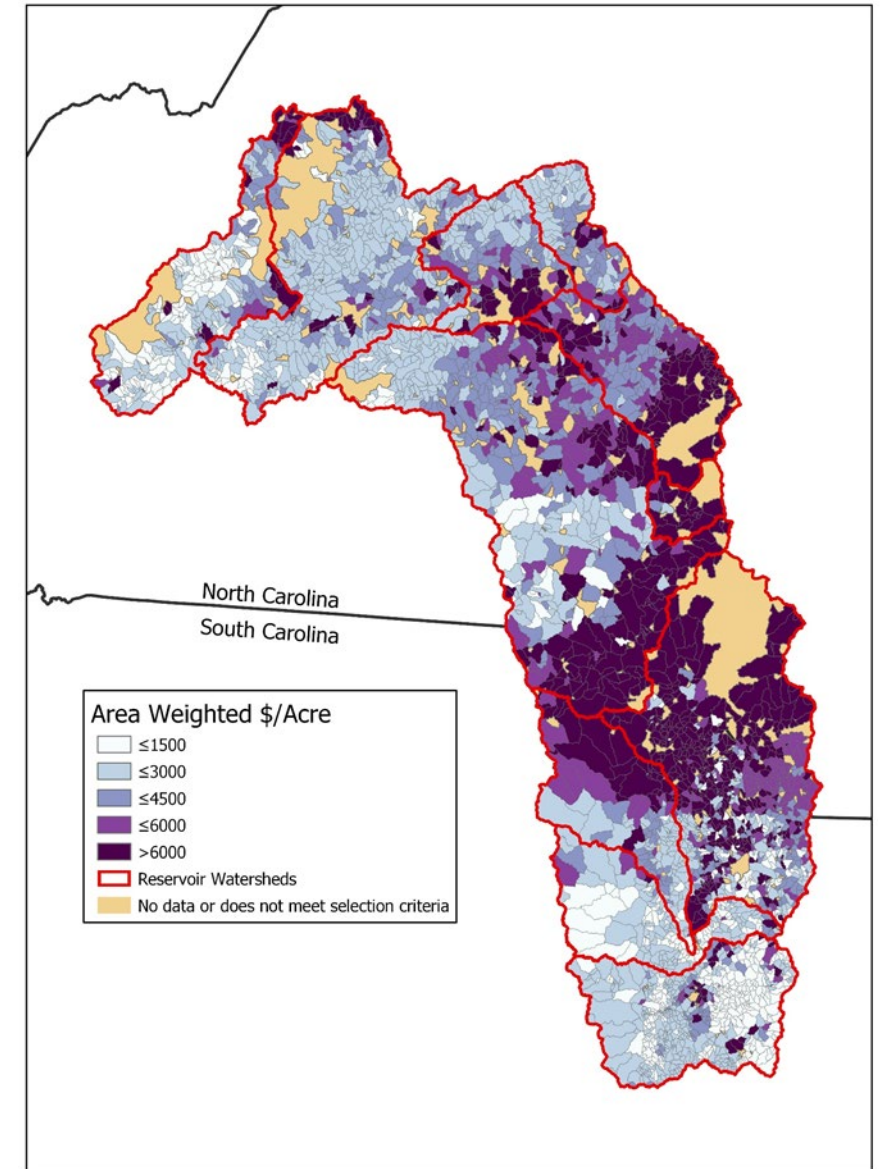 North Carolina
South Carolina
Area Weighted $/Acre
≤1500
≤3000
≤4500
≤6000
>6000
Reservoir Watersheds
No data or does not meet selection criteria